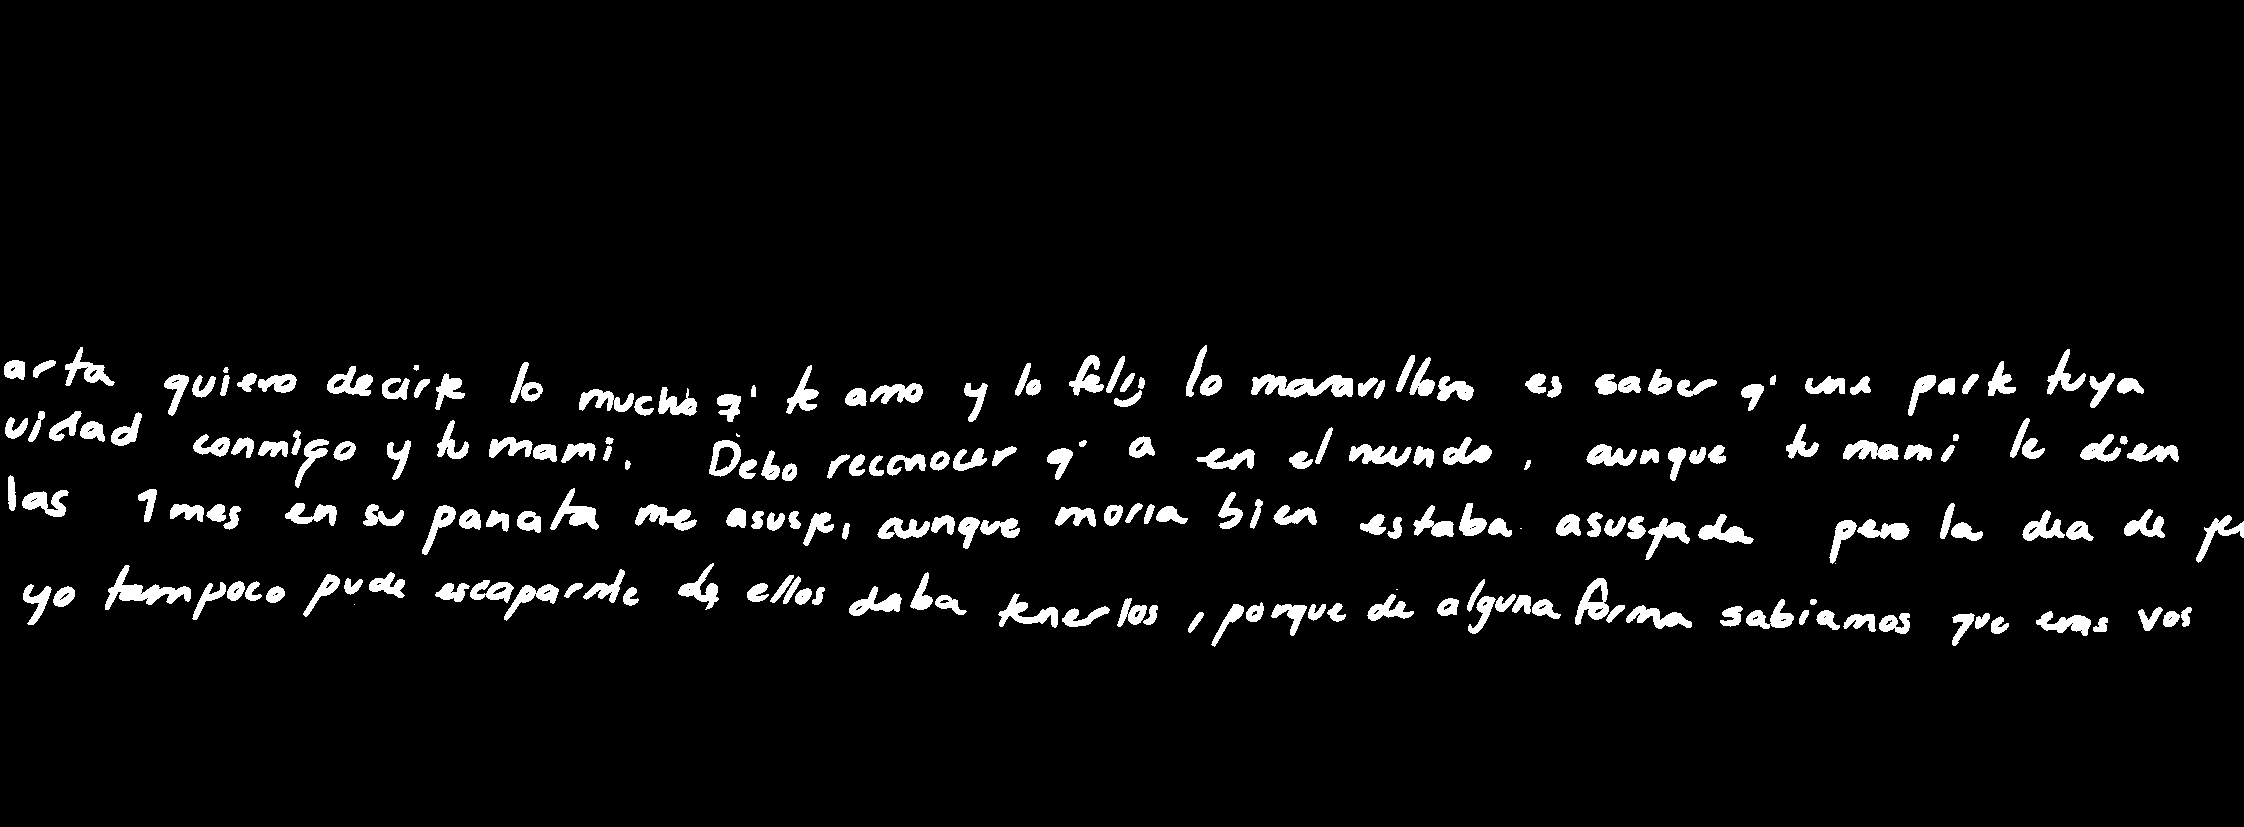 arta quiero decirte lo mucho q' te amo y lo feliz lo maravilloso es saber q' una parte tuya
vidad conmigo y tu mami. Debo reconocer q' a en el mundo, aunque tu mami le dien
las 1 mes en su panata me asuste, aunque moria bien estaba asustada pero la dia de
yo tampoco pude escaparme de ellos daba tenerlos, porque de alguna forma sabiamos que eras vos